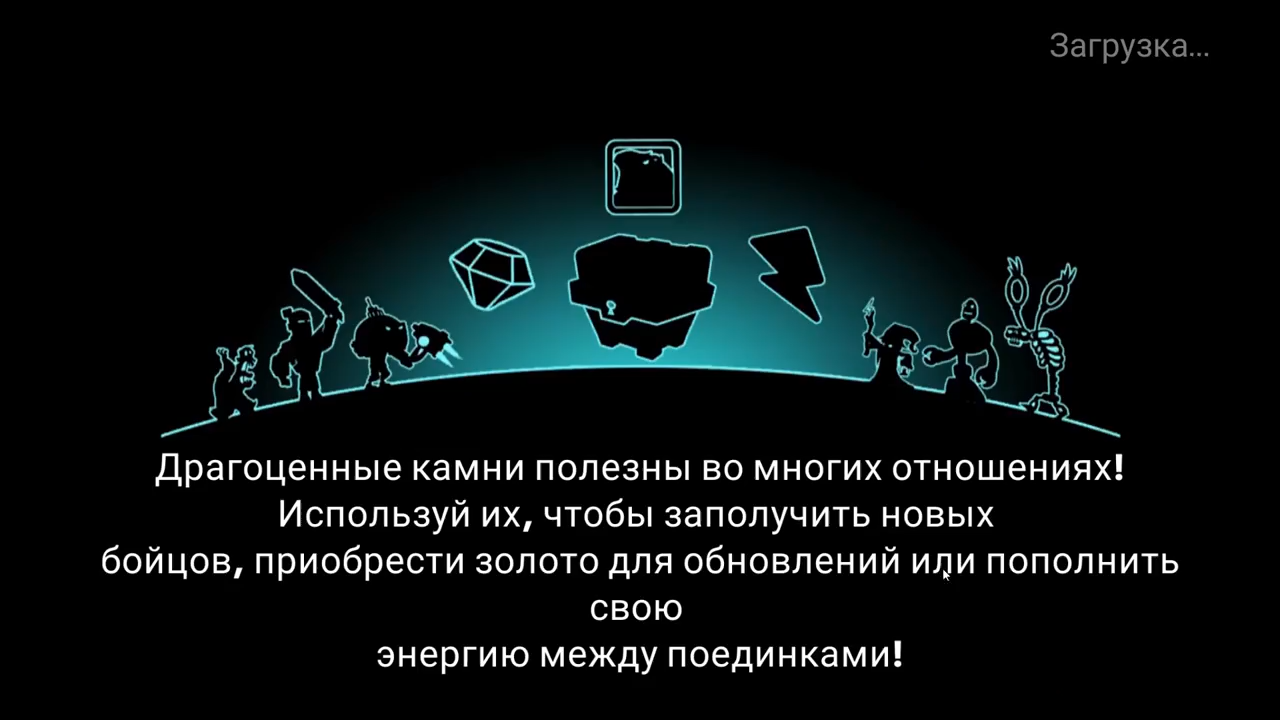 Загрузка...
Драгоценные камни полезны во многих отношениях!
Используй их, чтобы заполучить новых
бойцов, приобрести золото для обновлений или пополнить
свою
энергию между поединками!